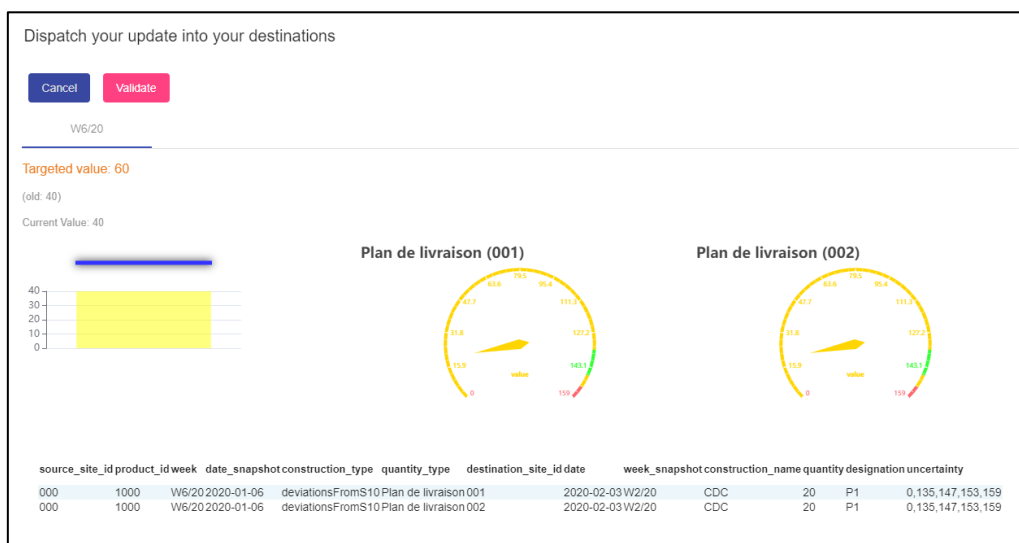 Dispatch your update into your destinations
Cancel Validate
W6/20
Targeted value: 60
(old: 40)
Current Value: 40
40
30
20
10
0
Plan de livraison (001)
79.5
63.6 95.4
47.7 111.3
31.8 127.2
15.9 143.1
value
0 159
Plan de livraison (002)
79.5
63.6 95.4
47.7 111.3
31.8 127.2
15.9 143.1
value
0 159
source_site_id product_id week date_snapshot construction_type quantity_type destination_site_id date week_snapshot construction_name quantity designation uncertainty
000 1000 W6/20 2020-01-06 deviationsFromS10 Plan de livraison 001 2020-02-03 W2/20 CDC 20 P1 0,135,147,153,159
000 1000 W6/20 2020-01-06 deviationsFromS10 Plan de livraison 002 2020-02-03 W2/20 CDC 20 P1 0,135,147,153,159